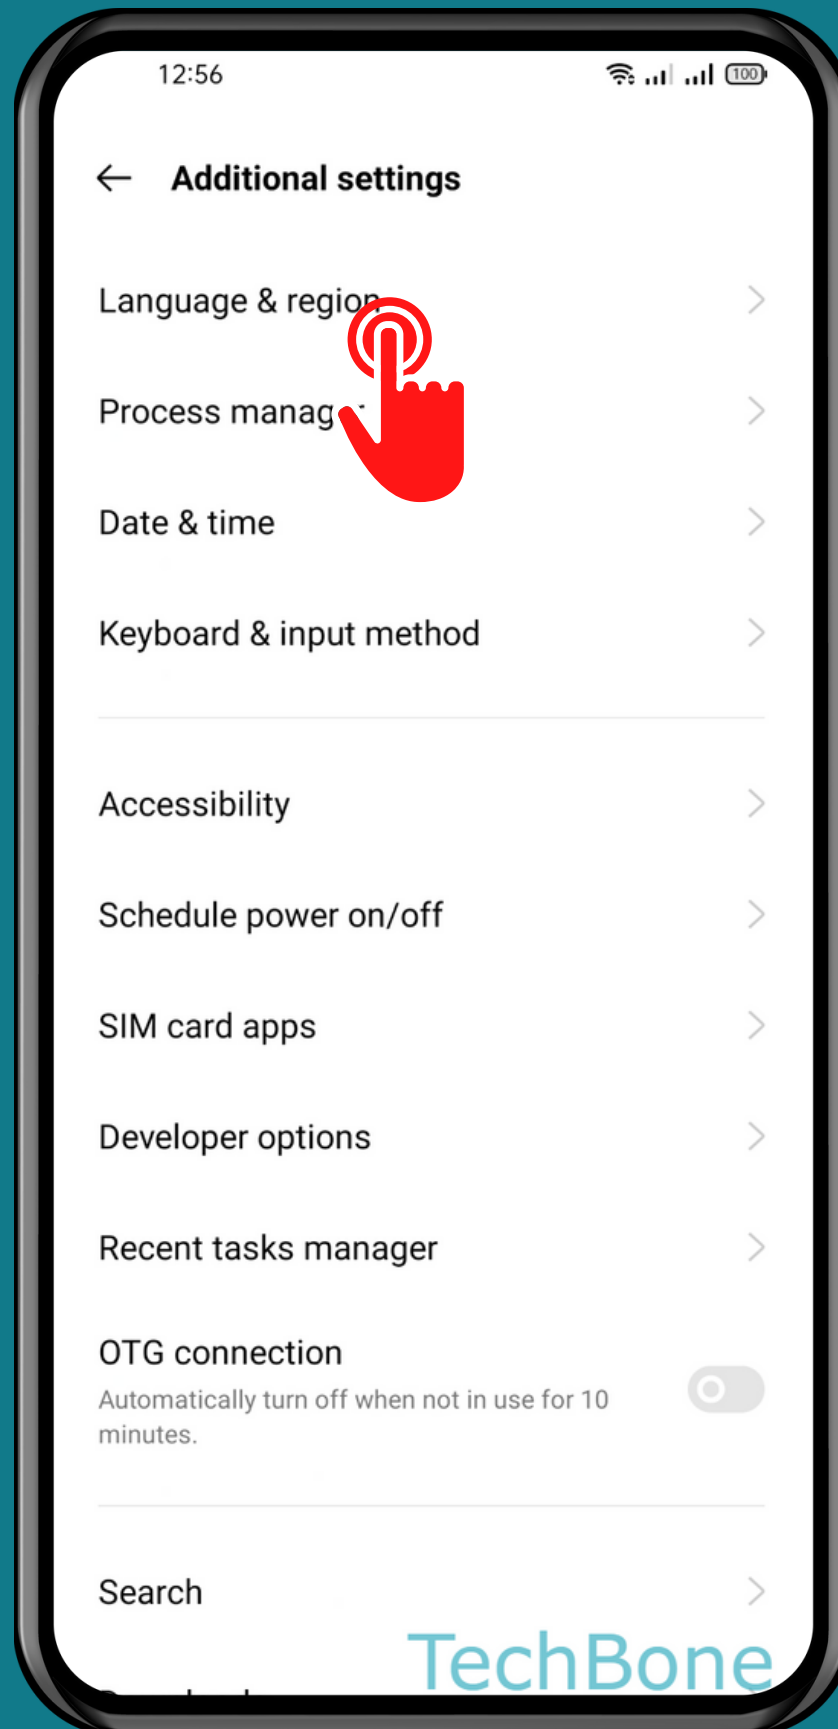 12:56
100
Additional settings
Language & region
Process manager
Date & time
Keyboard & input method
Accessibility
Schedule power on/off
SIM card apps
Developer options
Recent tasks manager
OTG connection
Automatically turn off when not in use for 10
minutes.
Search
TechBone